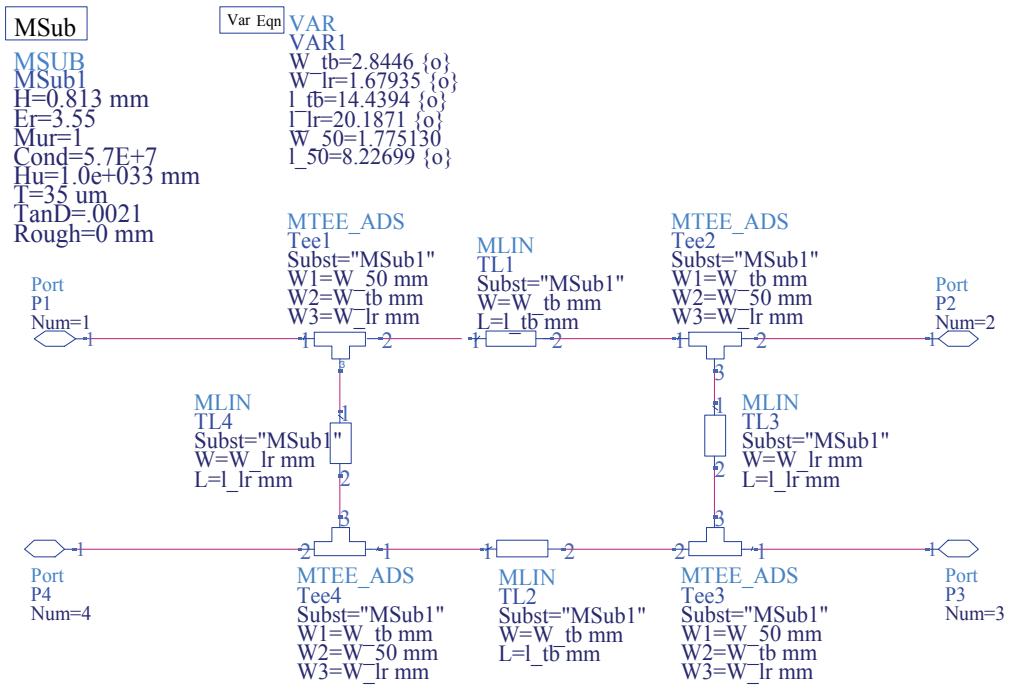 MSub
MSUB
MSub1
H=0.813 mm
Er=3.55
Mur=1
Cond=5.7E+7
Hu=1.0e+033 mm
T=35 um
TanD=.0021
Rough=0 mm
Var Eqn
VAR
VAR1
W_tb=2.8446 {o}
W_lr=1.67935 {o}
l_tb=14.4394 {o}
l_lr=20.1871 {o}
W_50=1.775130
l_50=8.22699 {o}
Port
P1
Num=1
1
MTEE_ADS
Tee1
Subst="MSub1"
W1=W_50 mm
W2=W_tb mm
W3=W_lr mm
1
2
3
MLIN
TL1
Subst="MSub1"
W=W_tb mm
L=l_tb mm
1
2
MTEE_ADS
Tee2
Subst="MSub1"
W1=W_tb mm
W2=W_50 mm
W3=W_lr mm
1
2
3
Port
P2
Num=2
1
MLIN
TL4
Subst="MSub1"
W=W_lr mm
L=l_lr mm
1
2
MLIN
TL3
Subst="MSub1"
W=W_lr mm
L=l_lr mm
1
2
1
Port
P4
Num=4
3
2
1
MTEE_ADS
Tee4
Subst="MSub1"
W1=W_tb mm
W2=W_50 mm
W3=W_lr mm
1
2
MLIN
TL2
Subst="MSub1"
W=W_tb mm
L=l_tb mm
3
2
1
MTEE_ADS
Tee3
Subst="MSub1"
W1=W_50 mm
W2=W_tb mm
W3=W_lr mm
1
Port
P3
Num=3